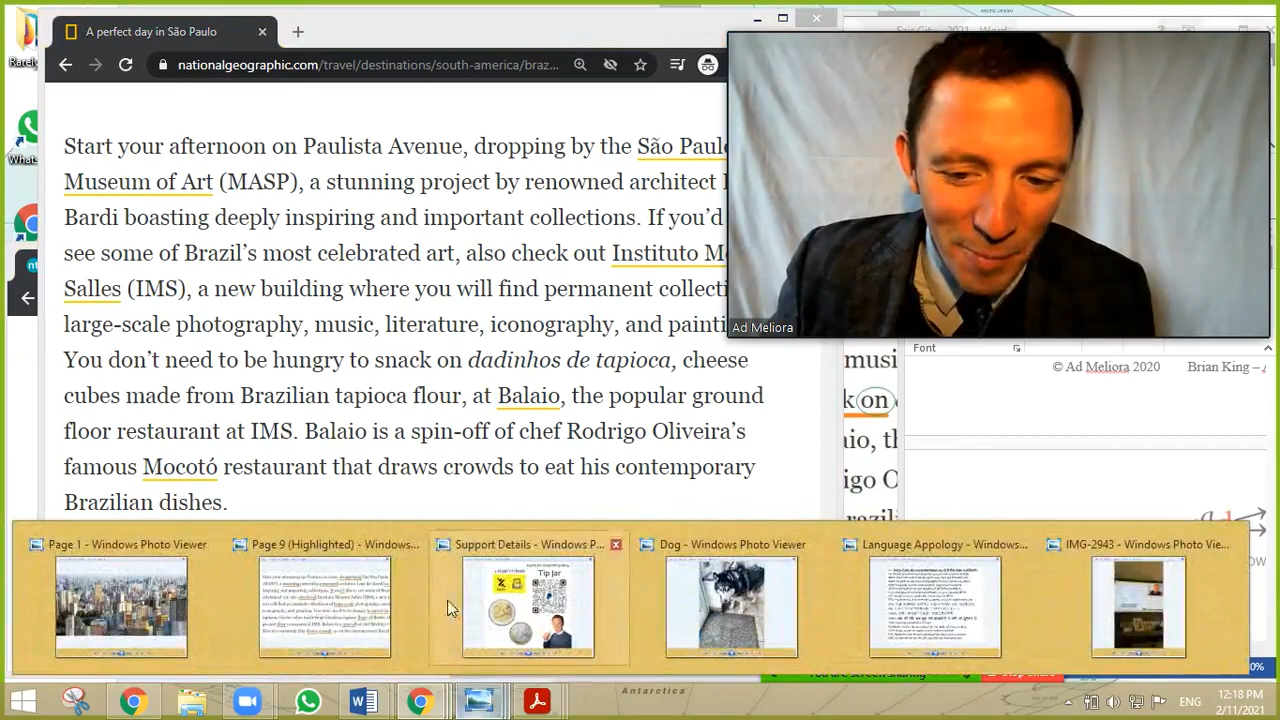 A perfect day in São Paulo
nationalgeographic.com/travel/destinations/south-america/braz...
Start your afternoon on Paulista Avenue, dropping by the São Paulo
Museum of Art (MASP), a stunning project by renowned architect
Bardi boasting deeply inspiring and important collections. If you'd
see some of Brazil's most celebrated art, also check out Instituto
Salles (IMS), a new building where you will find permanent
large-scale photography, music, literature, iconography, and
You don't need to be hungry to snack on dadinhos de tapioca, cheese
cubes made from Brazilian tapioca flour, at Balaio, the popular ground
floor restaurant at IMS. Balaio is a spin-off of chef Rodrigo Oliveira's
famous Mocotó restaurant that draws crowds to eat his contemporary
Brazilian dishes.
Ad Meliora
Font
© Ad Meliora 2020 Brian King –
on
Page 1 - Windows Photo Viewer
Page 9 (Highlighted) - Windows...
Support Details - Windows P...
Dog - Windows Photo Viewer
Language Appology - Windows...
IMG-2943 - Windows Photo Vie...
Tip Jar
Antarctica
ENG
12:18 PM
2/11/2021